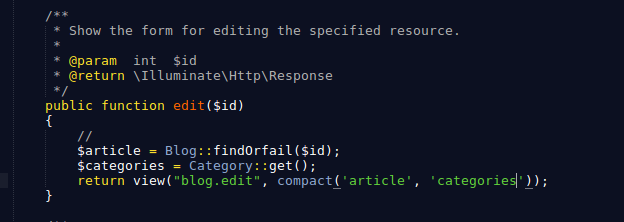 /**
 * Show the form for editing the specified resource.
 *
 * @param  int  $id
 * @return \Illuminate\Http\Response
 */
public function edit($id)
{
    //
    $article = Blog::findOrfail($id);
    $categories = Category::get();
    return view("blog.edit", compact('article', 'categories'));
}